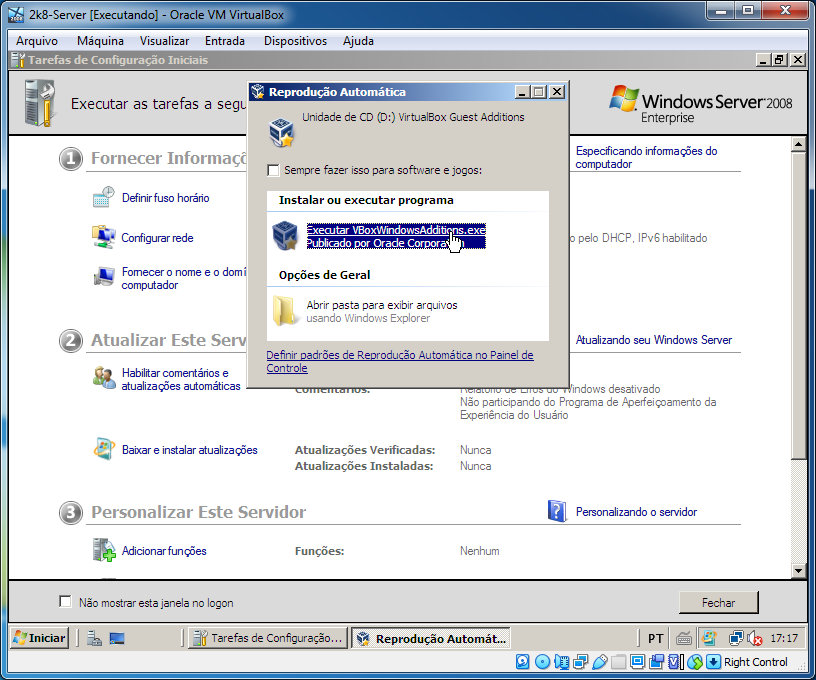 2k8-Server [Executando] - Oracle VM VirtualBox
Arquivo Máquina Visualizar Entrada Dispositivos Ajuda
Tarefas de Configuração Iniciais
Executar as tarefas a segu
Windows Server 2008
Enterprise
Reprodução Automática
Unidade de CD (D:) VirtualBox Guest Additions
Sempre fazer isso para software e jogos:
Instalar ou executar programa
Executar VBoxWindowsAdditions.exe
Publicado por Oracle
Opções de Geral
Abrir pasta para exibir arquivos
usando Windows Explorer
Definir padrões de Reprodução Automática no Painel de
Controle
1 Fornecer Informaç
Especificando informações do
computador
Definir fuso horário
Configurar rede
o pelo DHCP, IPv6 habilitado
Fornecer o nome e o domí
computador
2 Atualizar Este Serv
Atualizando seu Windows Server
Habilitar comentários e
atualizações automáticas
Comentários:
Relatório de Erros do Windows desativado
Não participando do Programa de Aperfeiçoamento da
Experiência do Usuário
Baixar e instalar atualizações
Atualizações Verificadas: Nunca
Atualizações Instaladas: Nunca
3 Personalizar Este Servidor
Personalizando o servidor
Adicionar funções
Funções: Nenhum
Não mostrar esta janela no logon
Fechar
Iniciar
Tarefas de Configuração...
Reprodução Automát...
PT
17:17
Right Control